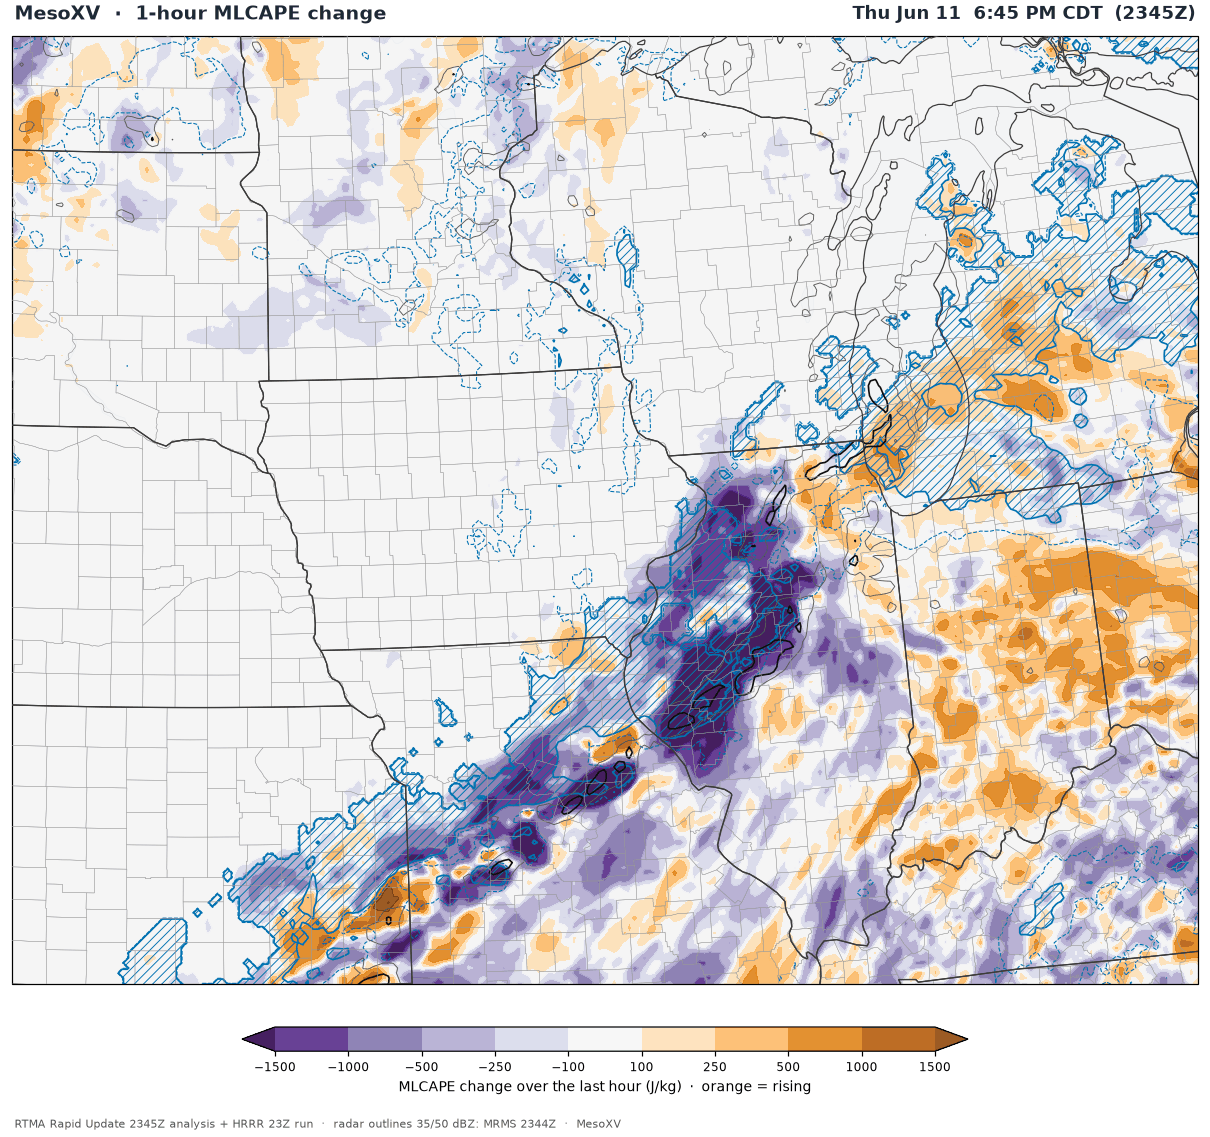 MesoXV · 1-hour MLCAPE change
Thu Jun 11 6:45 PM CDT (2345Z)
−1500 −1000 −500 −250 −100 100 250 500 1000 1500
MLCAPE change over the last hour (J/kg) · orange = rising
RTMA Rapid Update 2345Z analysis + HRRR 23Z run · radar outlines 35/50 dBZ: MRMS 2344Z · MesoXV